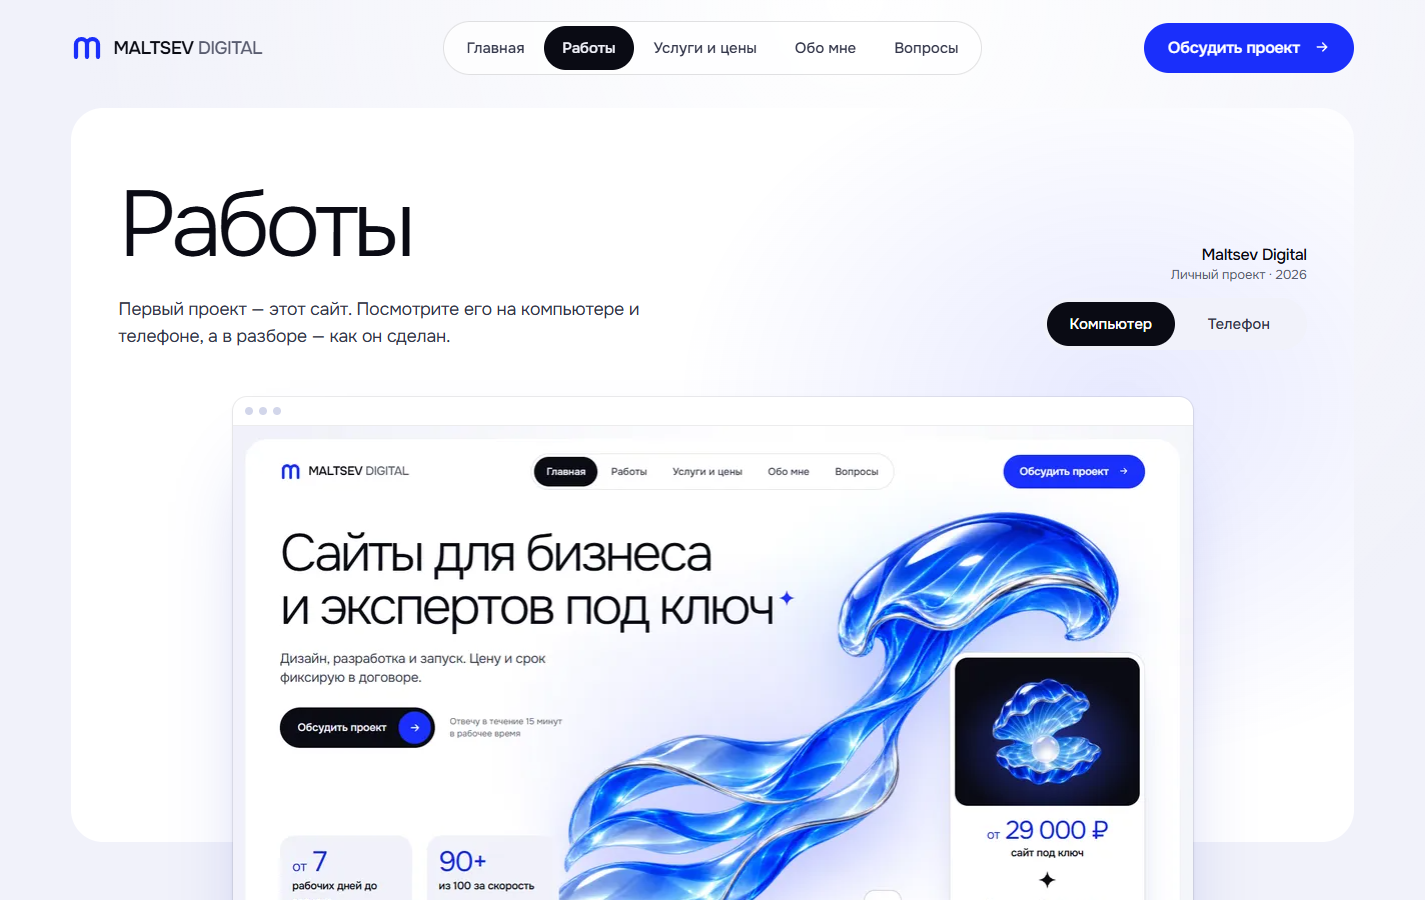 MALTSEV DIGITAL
Главная
Работы
Услуги и цены
Обо мне
Вопросы
Обсудить проект →
Работы
Первый проект — этот сайт. Посмотрите его на компьютере и
телефоне, а в разборе — как он сделан.
Maltsev Digital
Личный проект · 2026
Компьютер
Телефон
MALTSEV DIGITAL
Главная
Работы
Услуги и цены
Обо мне
Вопросы
Обсудить проект →
Сайты для бизнеса
и экспертов под ключ
Дизайн, разработка и запуск. Цену и срок
фиксирую в договоре.
Обсудить проект →
Отвечу в течение 15 минут
в рабочее время
от 29 000 ₽
сайт под ключ
от 7
рабочих дней до
90+
из 100 за скорость